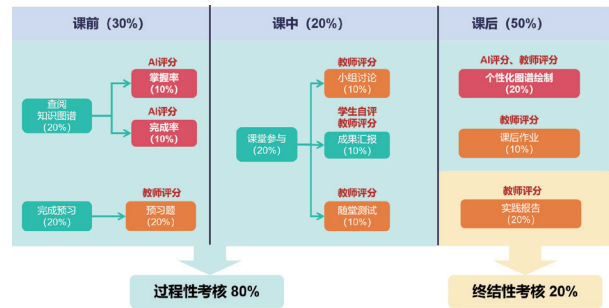 课前（30%）
课中（20%）
课后（50%）
AI评分
掌握率
(10%)
查阅
知识图谱
(20%)
AI评分
完成率
(10%)
完成预习
(20%)
教师评分
预习题
(20%)
课堂参与
(20%)
教师评分
小组讨论
(10%)
学生自评
教师评分
成果汇报
(10%)
教师评分
随堂测试
(10%)
AI评分、教师评分
个性化图谱绘制
(20%)
教师评分
课后作业
(10%)
教师评分
实践报告
(20%)
过程性考核 80%
终结性考核 20%